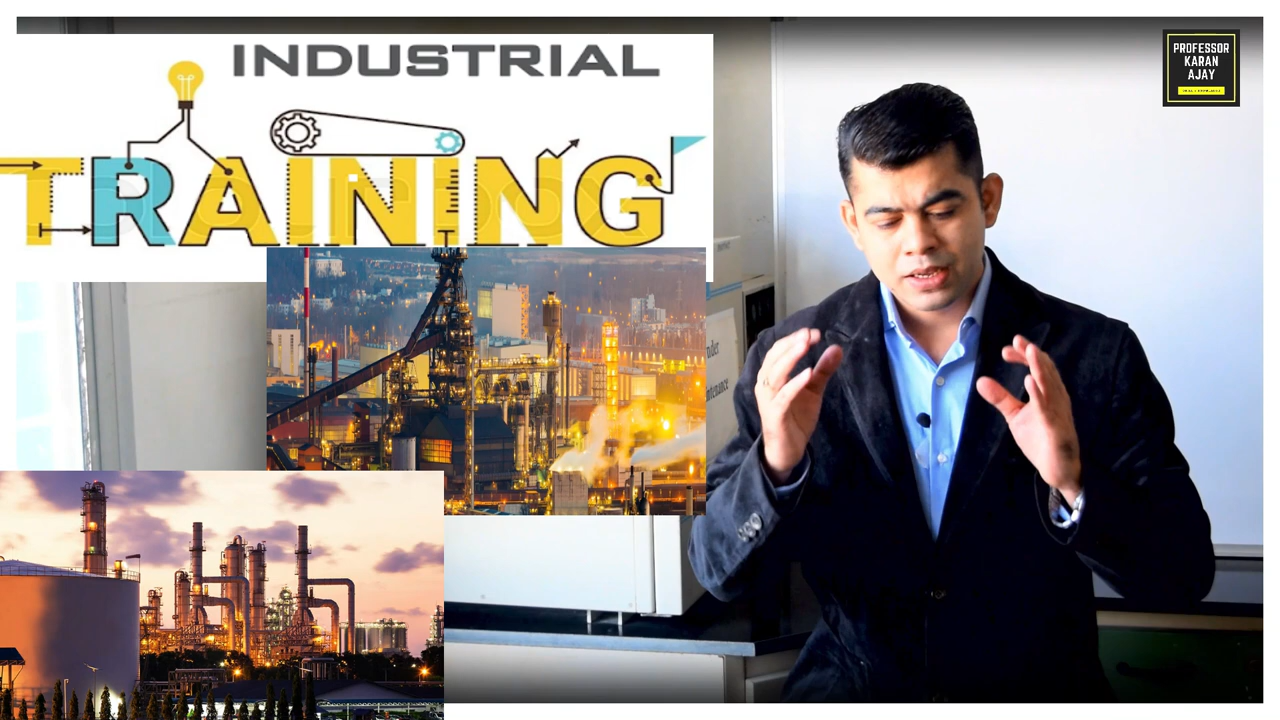 INDUSTRIAL
TRAINING
PROFESSOR
KARAN
AJAY